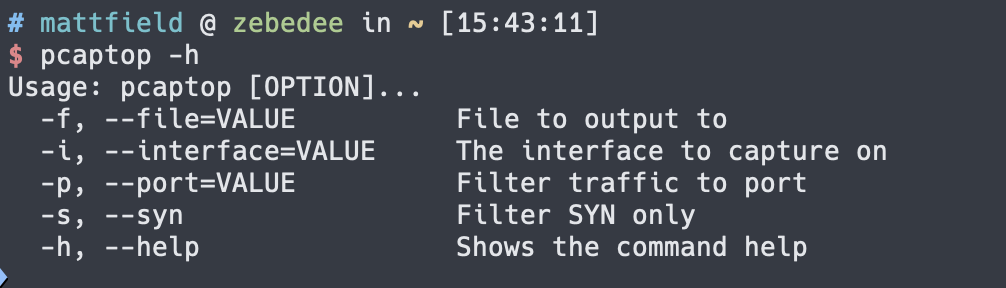 # mattfield @ zebedee in ~ [15:43:11]
$ pcaptop -h
Usage: pcaptop [OPTION]...
  -f, --file=VALUE          File to output to
  -i, --interface=VALUE     The interface to capture on
  -p, --port=VALUE          Filter traffic to port
  -s, --syn                 Filter SYN only
  -h, --help                Shows the command help